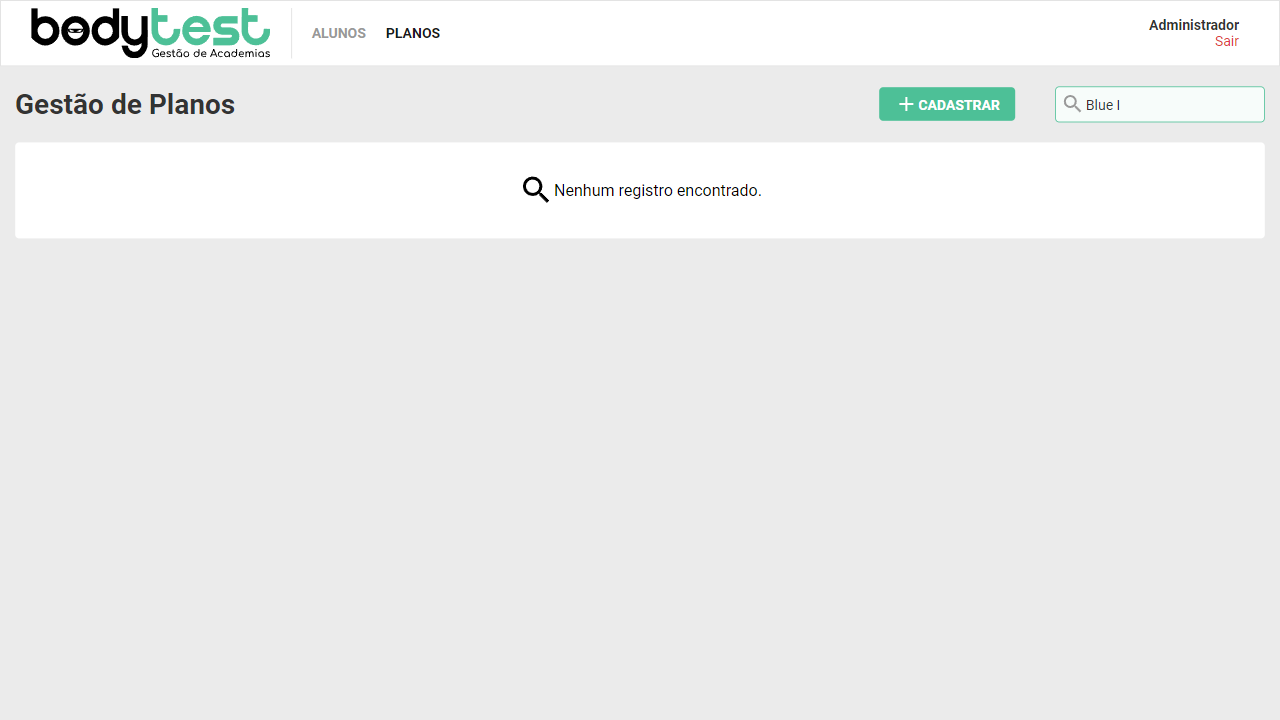 bodytest
Gestão de Academias
ALUNOS PLANOS
Administrador
Sair
Gestão de Planos
CADASTRAR
Blue I
Nenhum registro encontrado.